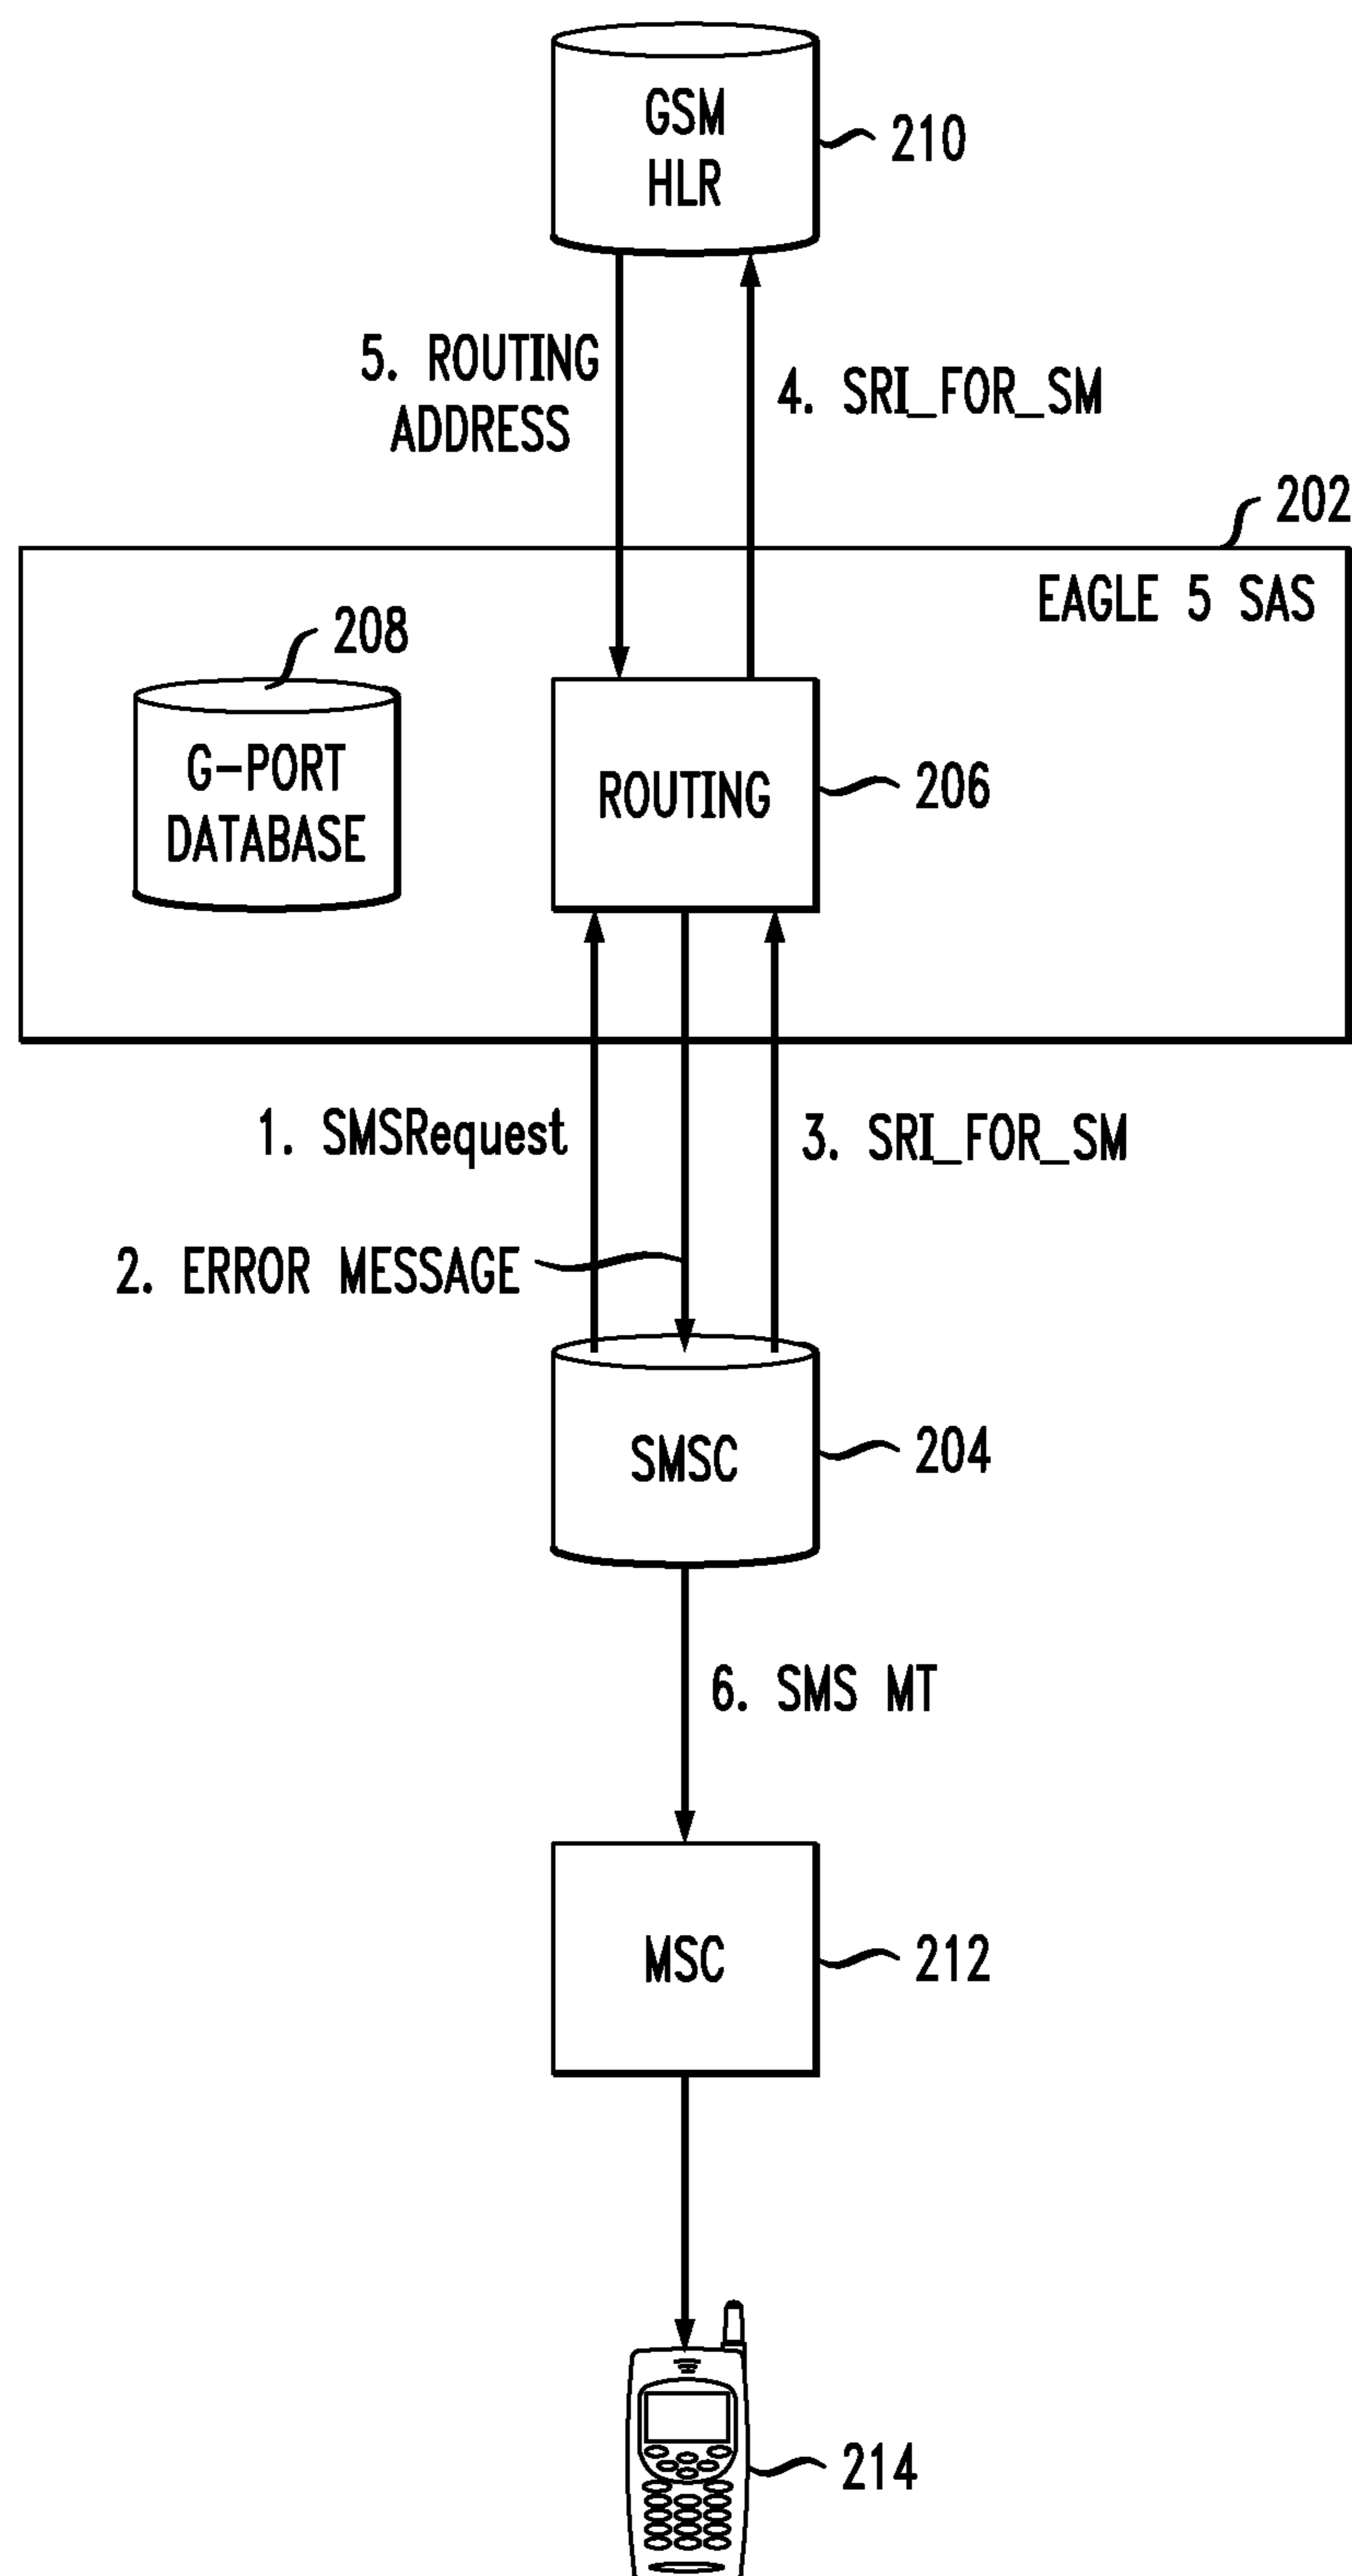 GSM
HLR
210
5. ROUTING
ADDRESS
4. SRI_FOR_SM
202
EAGLE 5 SAS
208
G-PORT
DATABASE
ROUTING
206
1. SMSRequest
3. SRI_FOR_SM
2. ERROR MESSAGE
SMSC
204
6. SMS MT
MSC
212
214